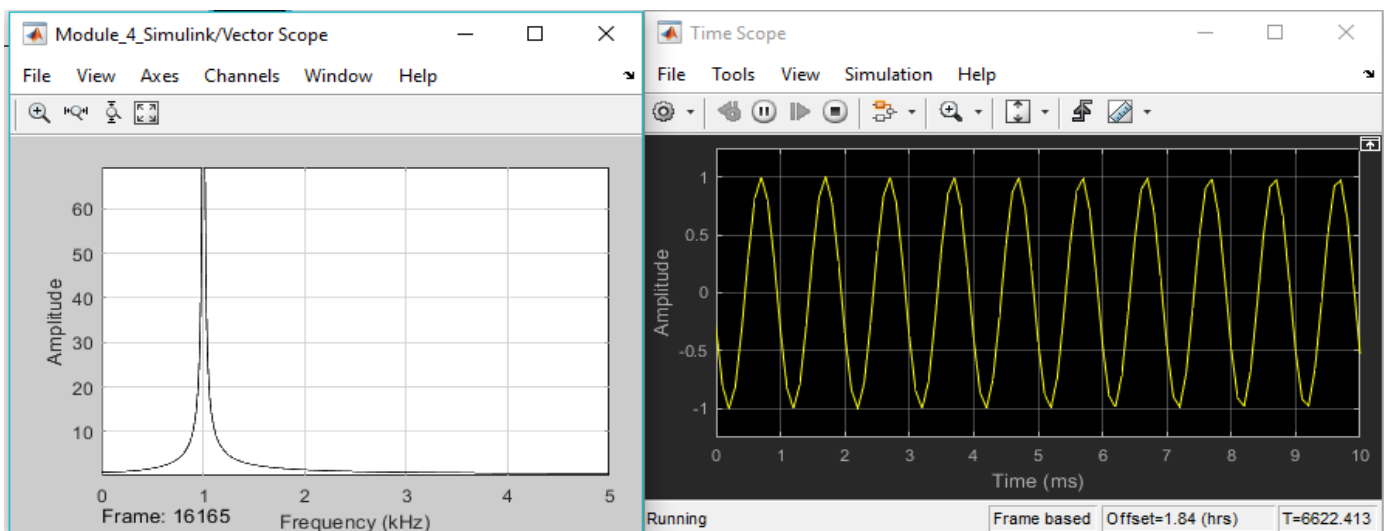 Module_4_Simulink/Vector Scope
File View Axes Channels Window Help
60
50
40
30
20
10
Amplitude
0 1 2 3 4 5
Frame: 16165
Frequency (kHz)
Time Scope
File Tools View Simulation Help
1
0.5
0
-0.5
-1
Amplitude
0 1 2 3 4 5 6 7 8 9 10
Time (ms)
Running Frame based Offset=1.84 (hrs) T=6622.413